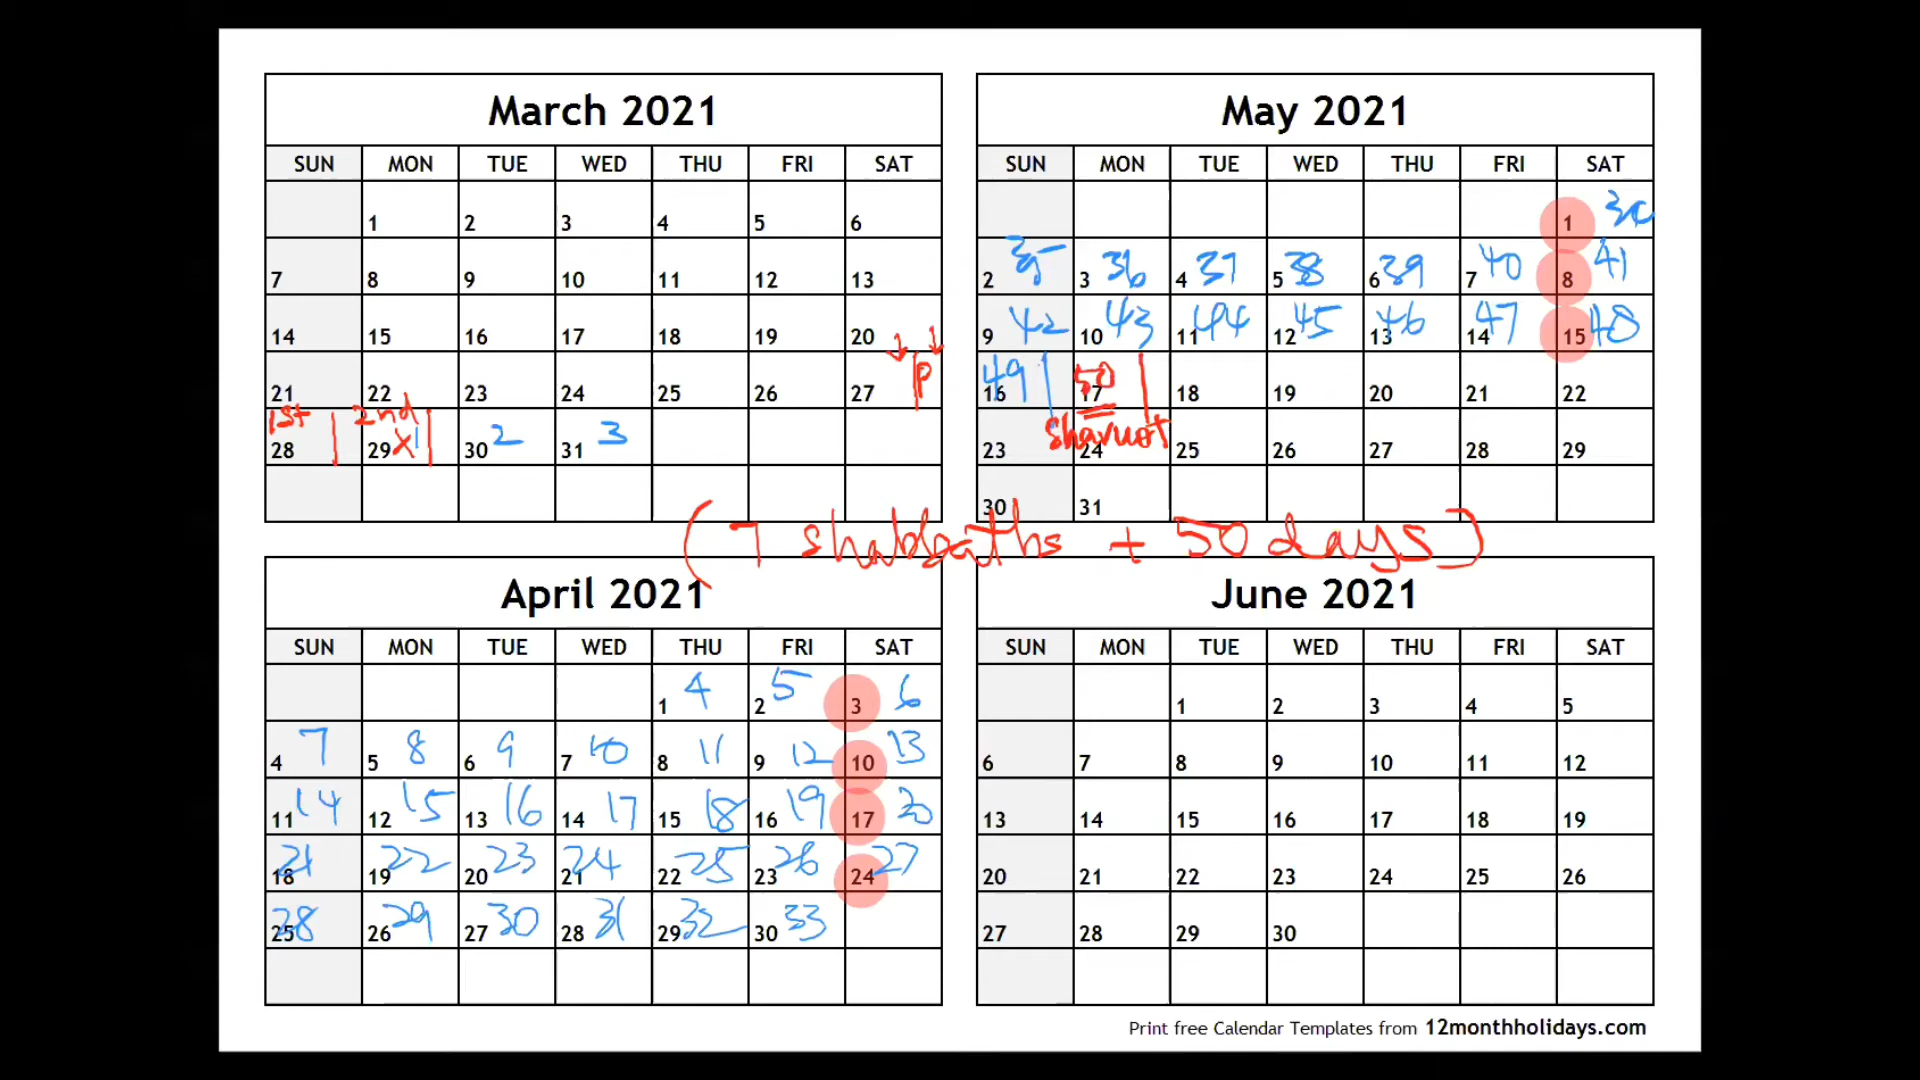 March 2021
SUN MON TUE WED THU FRI SAT
1 2 3 4 5 6
7 8 9 10 11 12 13
14 15 16 17 18 19 20
21 22 23 24 25 26 27 P
1st 2nd
28 29 X 1 30 2 31 3
May 2021
SUN MON TUE WED THU FRI SAT
1 34
2 35 3 36 4 37 5 38 6 39 7 40 8 41
9 42 10 43 11 44 12 45 13 46 14 47 15 48
16 49 17 50 18 19 20 21 22
Shavuot
23 24 25 26 27 28 29
30 31
(7 shabbaths + 50 days)
April 2021
SUN MON TUE WED THU FRI SAT
1 4 2 5 3 6
4 7 5 8 6 9 7 10 8 11 9 12 10 13
11 14 12 15 13 16 14 17 15 18 16 19 17 20
18 21 19 22 20 23 21 24 22 25 23 26 24 27
25 28 26 29 27 30 28 31 29 32 30 33
June 2021
SUN MON TUE WED THU FRI SAT
1 2 3 4 5
6 7 8 9 10 11 12
13 14 15 16 17 18 19
20 21 22 23 24 25 26
27 28 29 30
Print free Calendar Templates from 12monthholidays.com